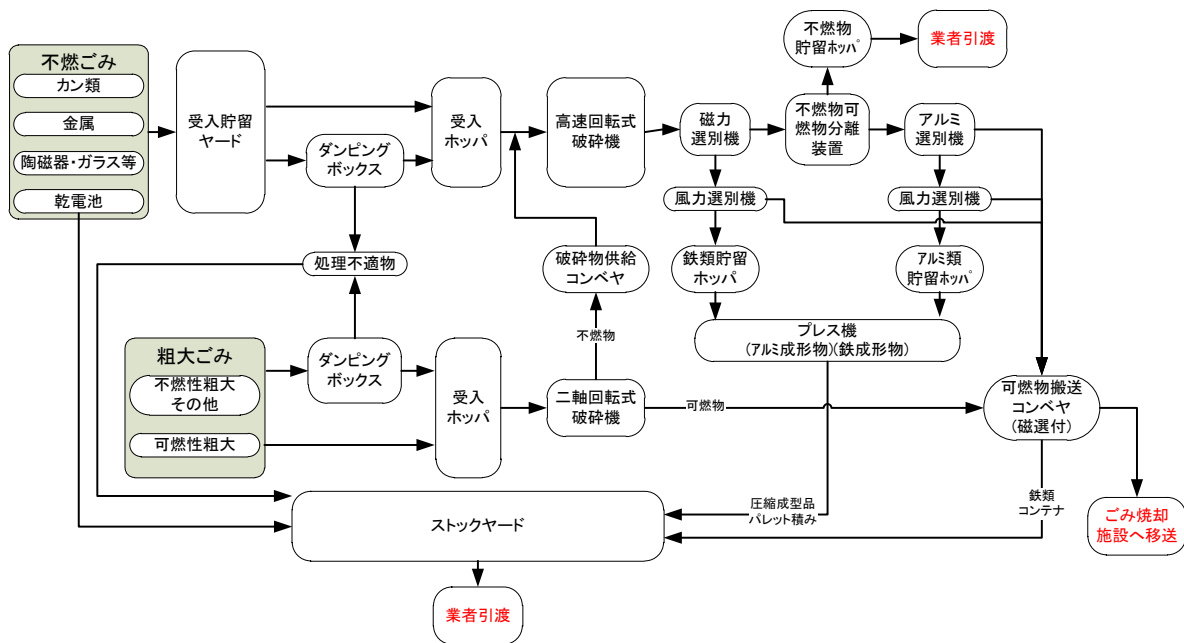 不燃ごみ
カン類
金属
陶磁器・ガラス等
乾電池
受入貯留
ヤード
ダンピング
ボックス
受入
ホッパ
高速回転式
破砕機
磁力
選別機
不燃物可
燃物分離
装置
不燃物
貯留ホッパ
業者引渡
アルミ
選別機
風力選別機
風力選別機
処理不適物
破砕物供給
コンベヤ
鉄類貯留
ホッパ
アルミ類
貯留ホッパ
不燃物
プレス機
(アルミ成形物)(鉄成形物)
粗大ごみ
不燃性粗大
その他
可燃性粗大
ダンピング
ボックス
受入
ホッパ
二軸回転式
破砕機
可燃物
可燃物搬送
コンベヤ
(磁選付)
ストックヤード
圧縮成型品
パレット積み
鉄類
コンテナ
ごみ焼却
施設へ移送
業者引渡